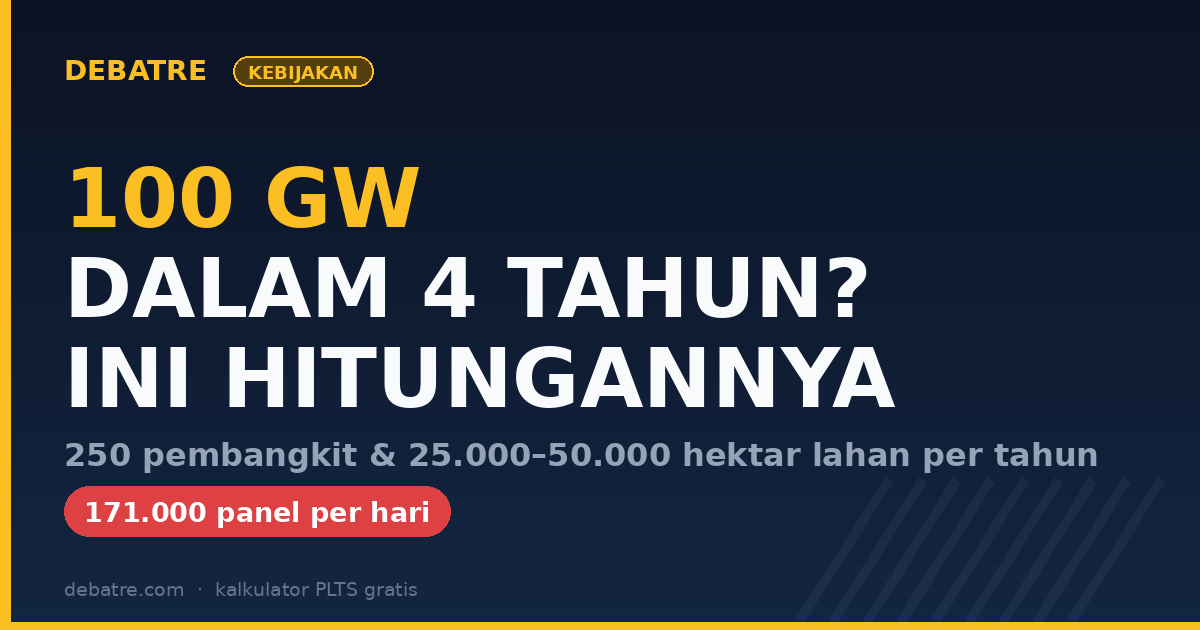 DEBATRE KEBIJAKAN
100 GW
DALAM 4 TAHUN?
INI HITUNGANNYA
250 pembangkit & 25.000–50.000 hektar lahan per tahun
171.000 panel per hari
debatre.com · kalkulator PLTS gratis